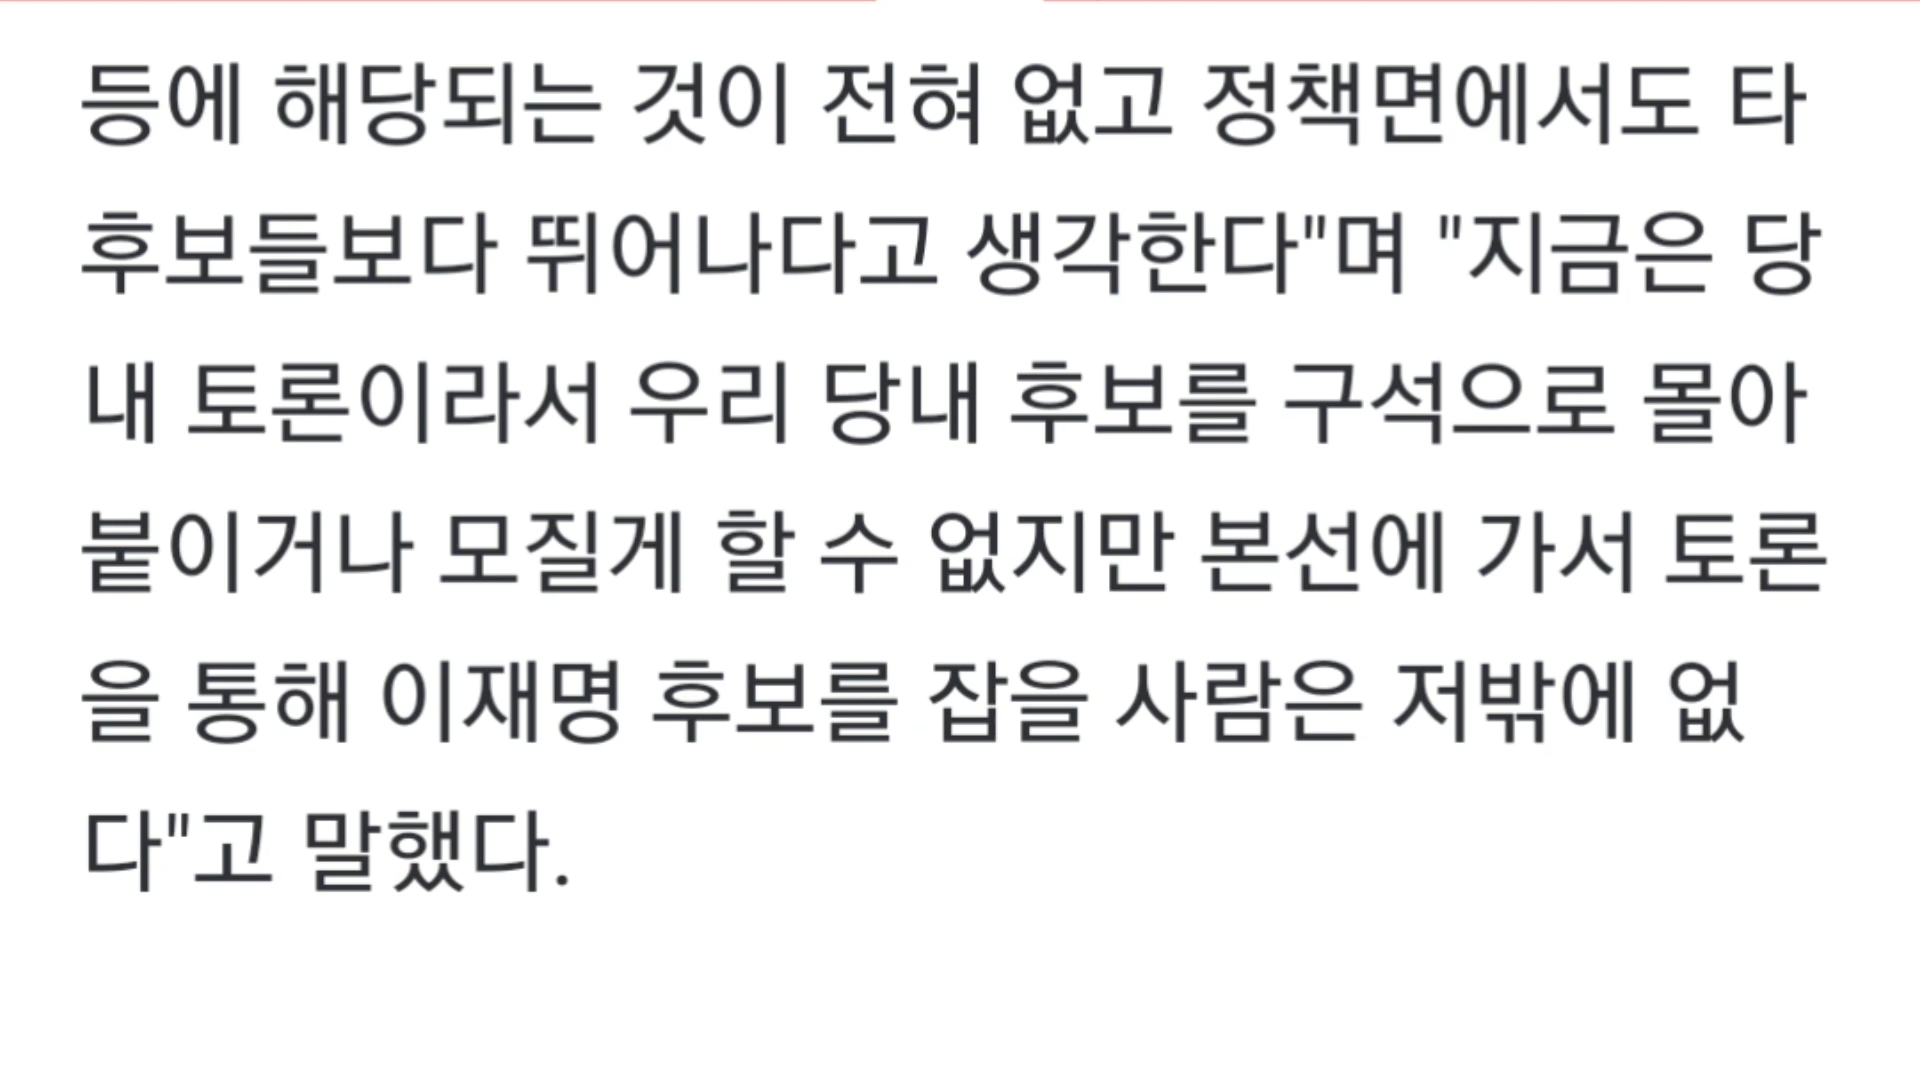 등에 해당되는 것이 전혀 없고 정책면에서도 타
후보들보다 뛰어나다고 생각한다"며 "지금은 당
내 토론이라서 우리 당내 후보를 구석으로 몰아
붙이거나 모질게 할 수 없지만 본선에 가서 토론
을 통해 이재명 후보를 잡을 사람은 저밖에 없
다"고 말했다.